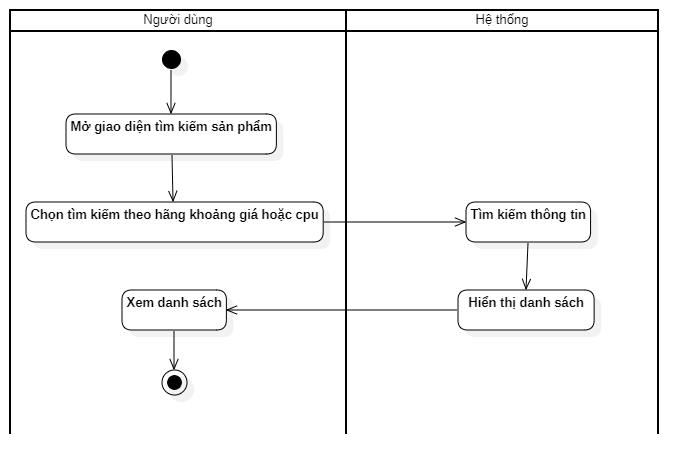 Người dùng
Hệ thống
Mở giao diện tìm kiếm sản phẩm
Chọn tìm kiếm theo hãng khoảng giá hoặc cpu
Tìm kiếm thông tin
Xem danh sách
Hiển thị danh sách